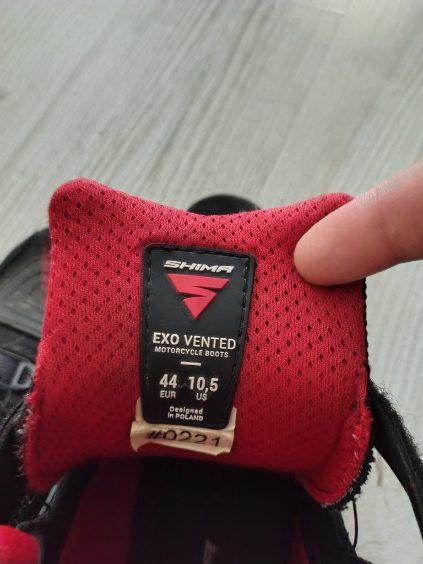 SHIMA
EXO VENTED
MOTORCYCLE BOOTS
44 10,5
EUR US
Designed
in POLAND
#0221